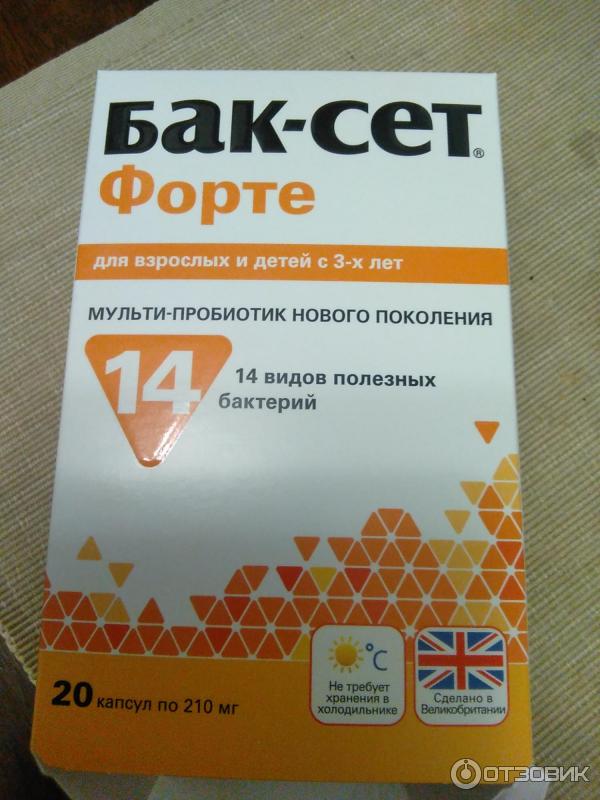 Бак-сет®
Форте
для взрослых и детей с 3-х лет
МУЛЬТИ-ПРОБИОТИК НОВОГО ПОКОЛЕНИЯ
14
14 видов полезных
бактерий
°C
Не требует
хранения в
холодильнике
Сделано в
Великобритании
20 капсул по 210 мг
ОТЗОВИК